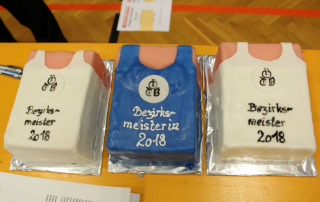 Bezirks-
meister
2018
Bezirks-
meisterin
2018
Bezirks-
meister
2018